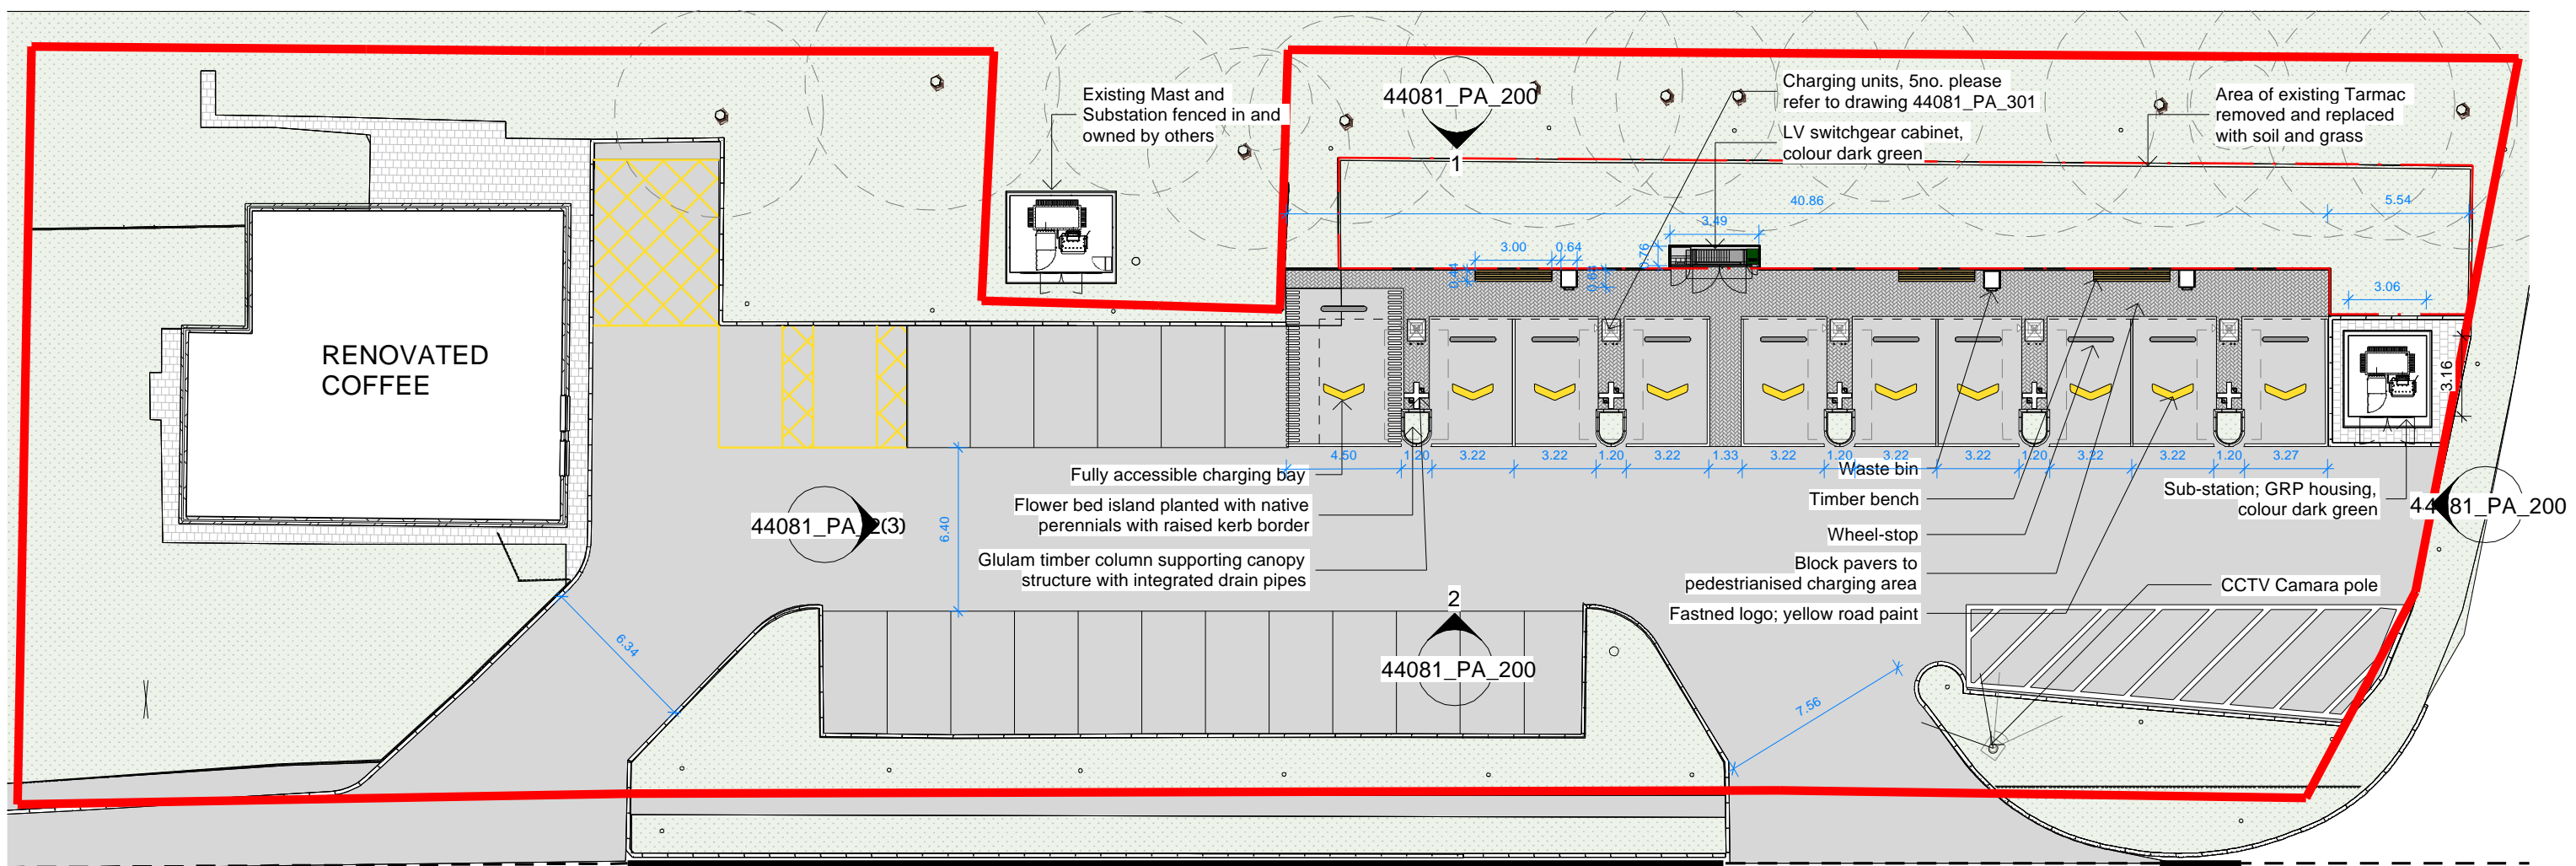 Existing Mast and
Substation fenced in and
owned by others
44081_PA_200
1
Charging units, 5no. please
refer to drawing 44081_PA_301
LV switchgear cabinet,
colour dark green
Area of existing Tarmac
removed and replaced
with soil and grass
40.86
5.54
3.49
3.00
0.64
0.76
0.44
3.06
3.16
RENOVATED
COFFEE
4.50
1.20
3.22
3.22
1.20
3.22
1.33
3.22
1.20
3.22
3.22
1.20
3.22
3.22
1.20
3.27
Fully accessible charging bay
Flower bed island planted with native
perennials with raised kerb border
Glulam timber column supporting canopy
structure with integrated drain pipes
Waste bin
Timber bench
Wheel-stop
Block pavers to
pedestrianised charging area
Fastned logo; yellow road paint
Sub-station; GRP housing,
colour dark green
CCTV Camara pole
44081_PA_200
6.40
6.34
2
44081_PA_200
7.56